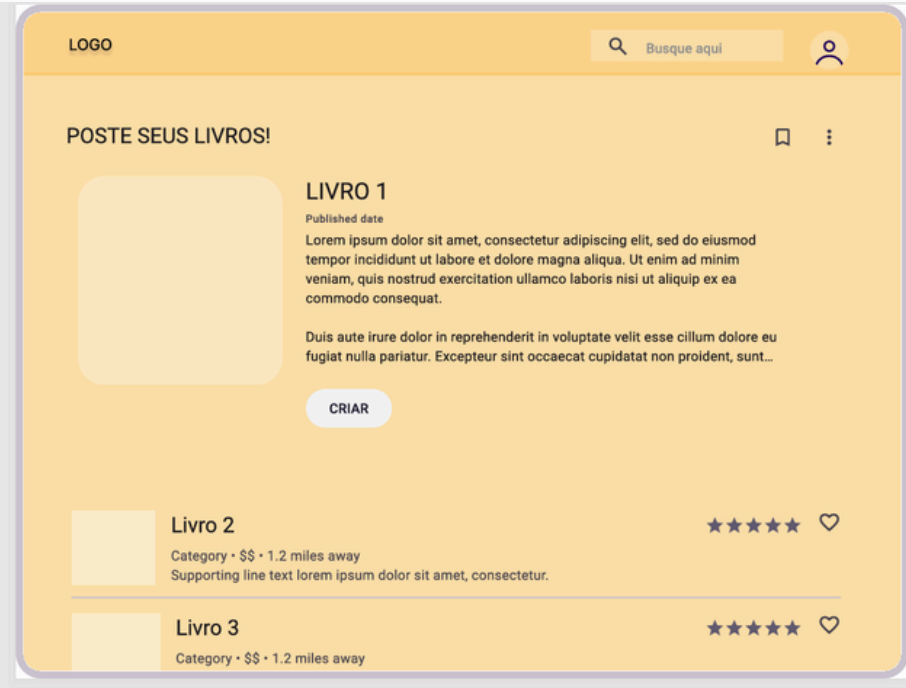 LOGO
Busque aqui
POSTE SEUS LIVROS!
LIVRO 1
Published date
Lorem ipsum dolor sit amet, consectetur adipiscing elit, sed do eiusmod
tempor incididunt ut labore et dolore magna aliqua. Ut enim ad minim
veniam, quis nostrud exercitation ullamco laboris nisi ut aliquip ex ea
commodo consequat.
Duis aute irure dolor in reprehenderit in voluptate velit esse cillum dolore eu
fugiat nulla pariatur. Excepteur sint occaecat cupidatat non proident, sunt...
CRIAR
Livro 2
Category • $$ • 1.2 miles away
Supporting line text lorem ipsum dolor sit amet, consectetur.
Livro 3
Category • $$ • 1.2 miles away